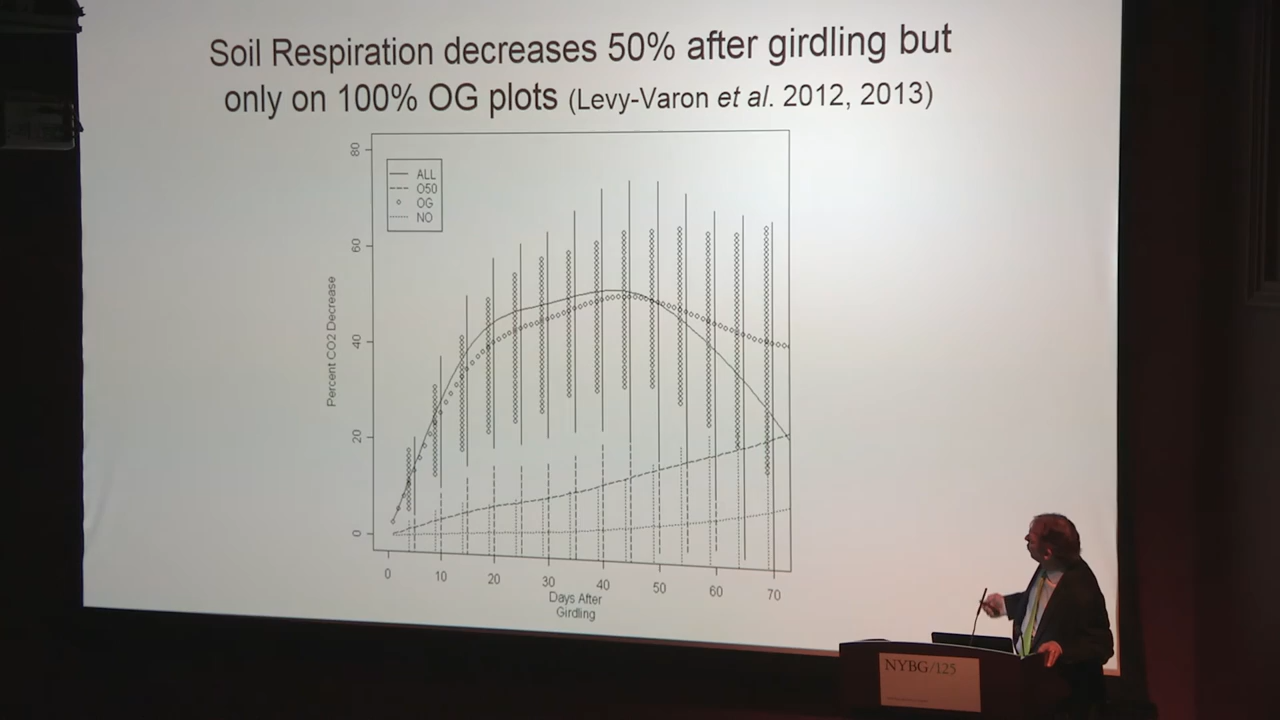 Soil Respiration decreases 50% after girdling but
only on 100% OG plots (Levy-Varon et al. 2012, 2013)
80
60
40
20
0
Percent CO2 Decrease
ALL
O50
OG
NO
0 10 20 30 40 50 60 70
Days After
Girdling
NYBG/125